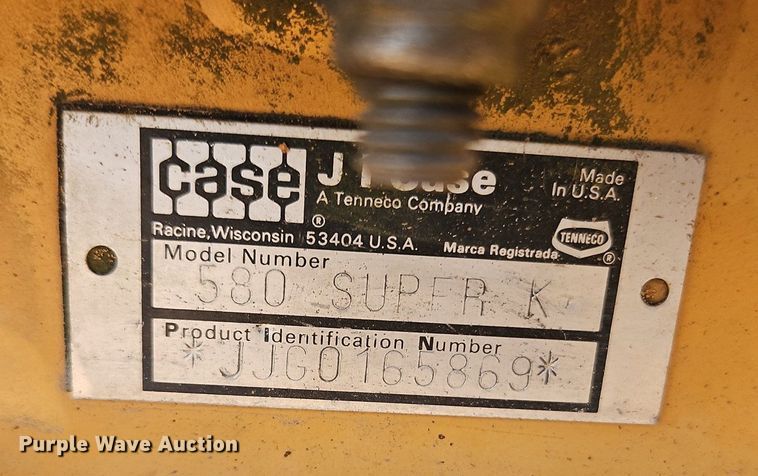 case
J I Case
Made
In U.S.A.
A Tenneco Company
®
Racine, Wisconsin 53404 U.S.A.
Marca Registrada
TENNECO
®
Model Number
580 SUPER K
Product Identification Number
*JJG0165869*
Purple Wave Auction